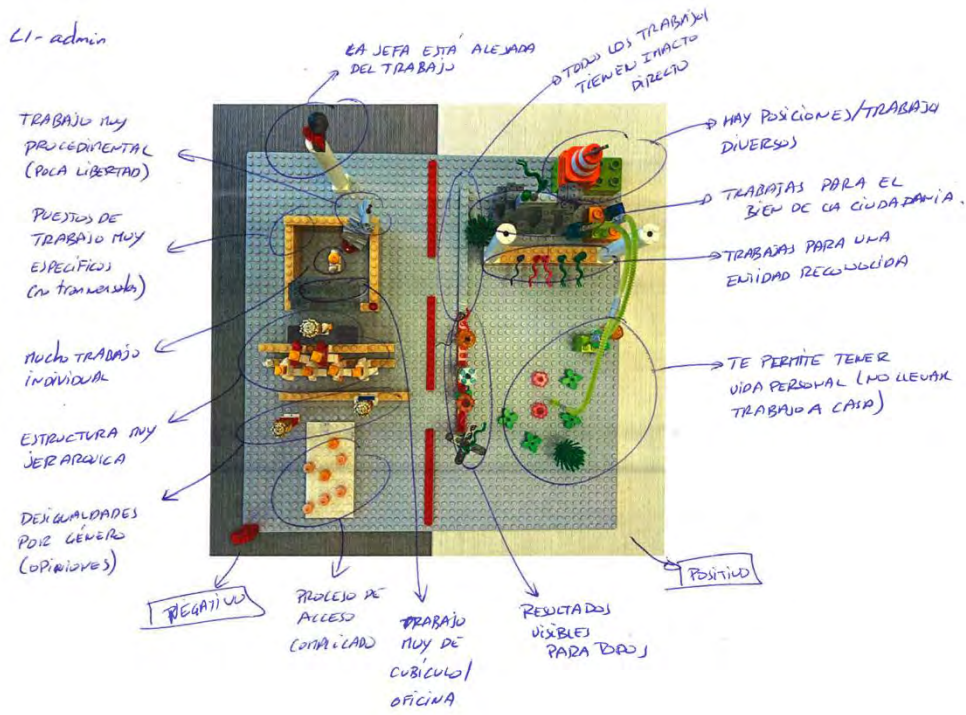 LI-admin
LA JEFA ESTÁ ALEJADA
DEL TRABAJO
TODOS LOS TRABAJOS
TIENEN IMACTO
DIRECTO
HAY POSICIONES/TRABAJOS
DIVERSOS
TRABAJAS PARA EL
BIEN DE LA CIUDADANÍA.
TRABAJAS PARA UNA
ENTIDAD RECONOCIDA
TE PERMITE TENER
VIDA PERSONAL (NO LLEVAR
TRABAJO A CASA)
POSITIVO
RESULTADOS
VISIBLES
PARA TODOS
TRABAJO
MUY DE
CUBÍCULO/
OFICINA
PROCESO DE
ACCESO
COMPLICADO
NEGATIVO
TRABAJO MUY
PROCEDIMENTAL
(POCA LIBERTAD)
PUESTOS DE
TRABAJO MUY
ESPECÍFICOS
(no transversales)
MUCHO TRABAJO
INDIVIDUAL
ESTRUCTURA MUY
JERARQUICA
DESIGUALDADES
POR GÉNERO
(OPINIONES)